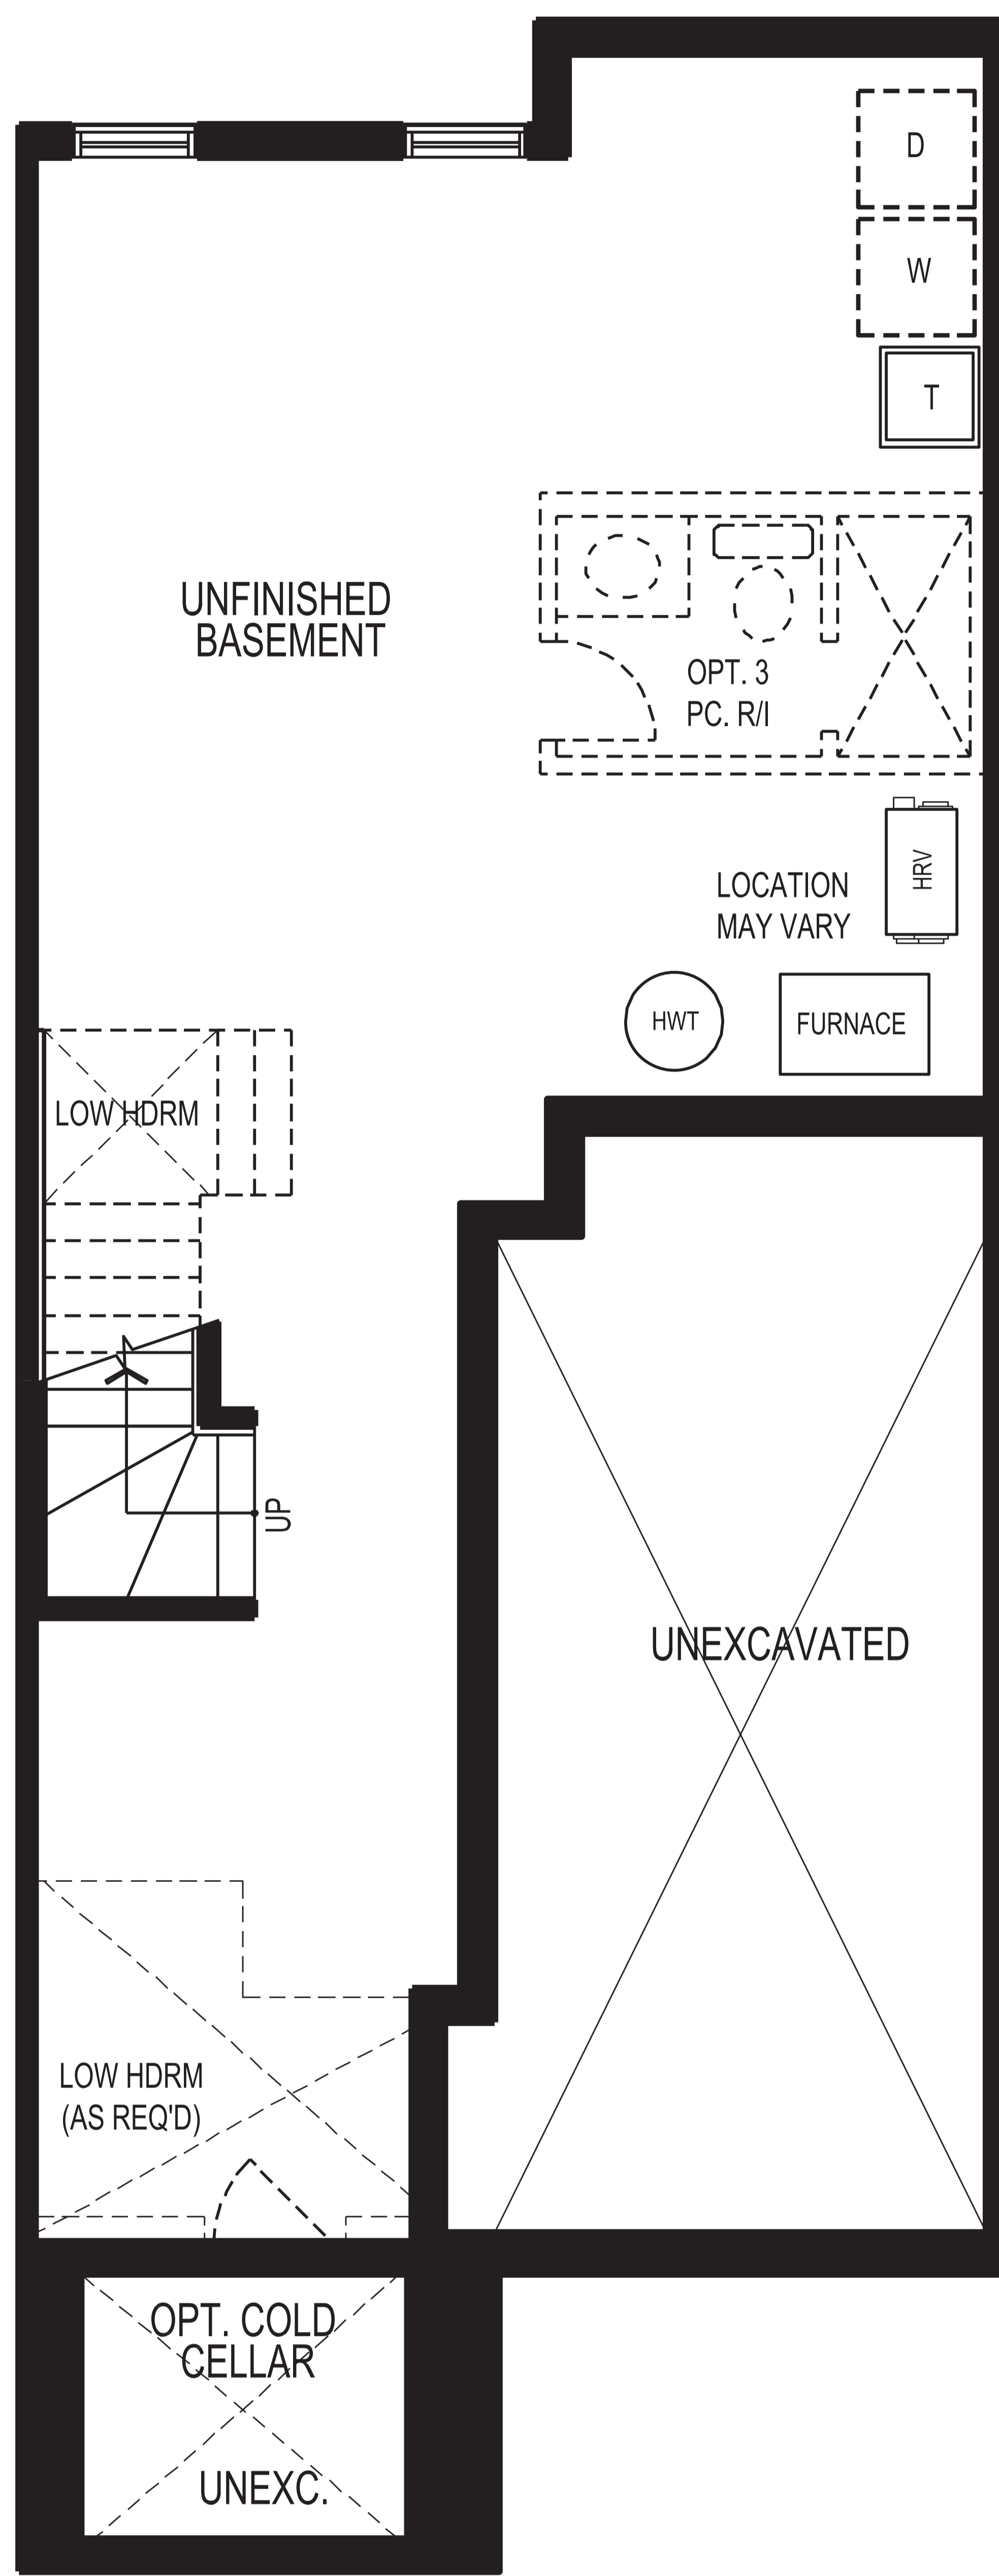 D
W
T
UNFINISHED
BASEMENT
OPT. 3
PC. R/I
LOCATION
MAY VARY
HRV
HWT
FURNACE
LOW HDRM
UP
UNEXCAVATED
LOW HDRM
(AS REQ'D)
OPT. COLD
CELLAR
UNEXC.